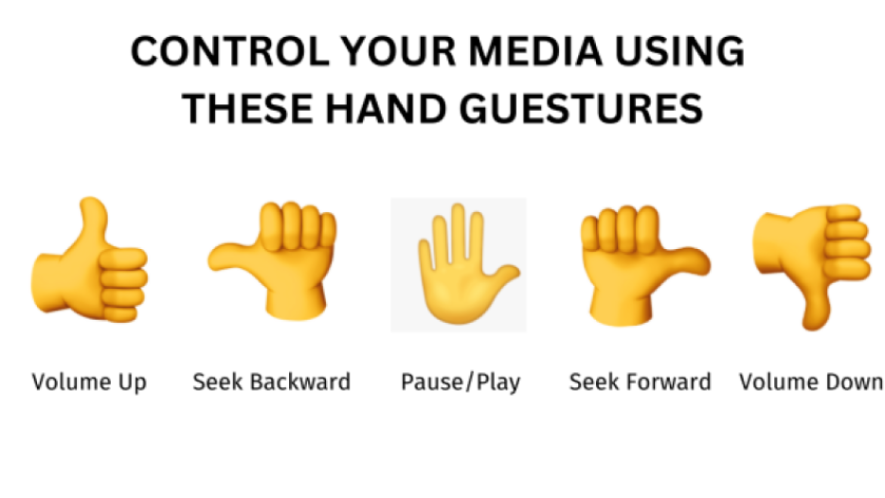 CONTROL YOUR MEDIA USING
THESE HAND GUESTURES
Volume Up
Seek Backward
Pause/Play
Seek Forward
Volume Down